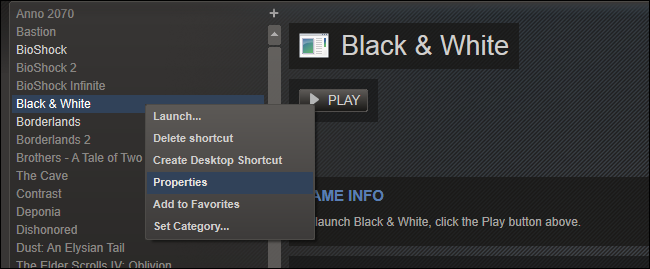 Anno 2070
Bastion
BioShock
BioShock 2
BioShock Infinite
Black & White
Borderlands
Borderlands 2
Brothers - A Tale of Two
The Cave
Contrast
Deponia
Dishonored
Dust: An Elysian Tail
The Elder Scrolls IV: Oblivion
+
Launch...
Delete shortcut
Create Desktop Shortcut
Properties
Add to Favorites
Set Category...
Black & White
PLAY
AME INFO
launch Black & White, click the Play button above.